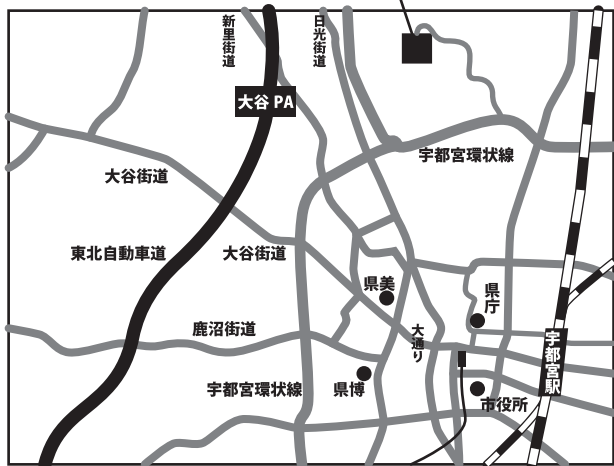 新里街道
日光街道
大谷 PA
宇都宮環状線
大谷街道
東北自動車道
大谷街道
県美
県庁
鹿沼街道
大通り
宇都宮駅
宇都宮環状線
県博
市役所